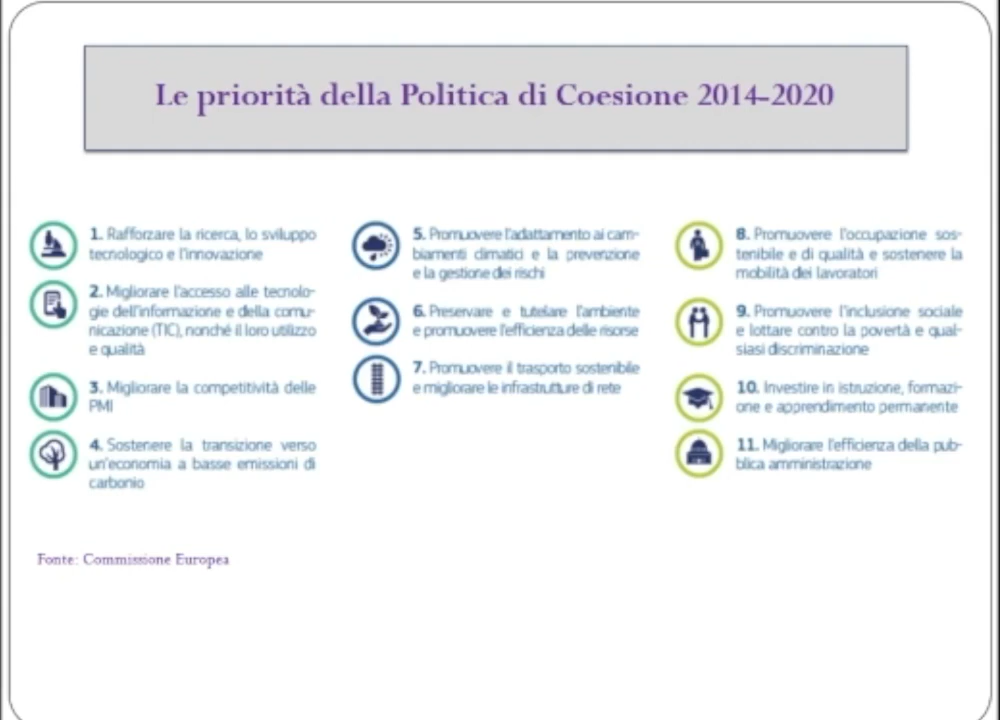 Le priorità della Politica di Coesione 2014-2020
1. Rafforzare la ricerca, lo sviluppo
tecnologico e l'innovazione
2. Migliorare l'accesso alle tecnolo-
gie dell'informazione e della comu-
nicazione (TIC), nonché il loro utilizzo
e qualità
3. Migliorare la competitività delle
PMI
4. Sostenere la transizione verso
un'economia a basse emissioni di
carbonio
5. Promuovere l'adattamento ai cam-
biamenti climatici e la prevenzione
e la gestione dei rischi
6. Preservare e tutelare l'ambiente
e promuovere l'efficienza delle risorse
7. Promuovere il trasporto sostenibile
e migliorare le infrastrutture di rete
8. Promuovere l'occupazione sos-
tenibile e di qualità e sostenere la
mobilità dei lavoratori
9. Promuovere l'inclusione sociale
e lottare contro la povertà e qual-
siasi discriminazione
10. Investire in istruzione, formazi-
one e apprendimento permanente
11. Migliorare l'efficienza della pub-
blica amministrazione
Fonte: Commissione Europea